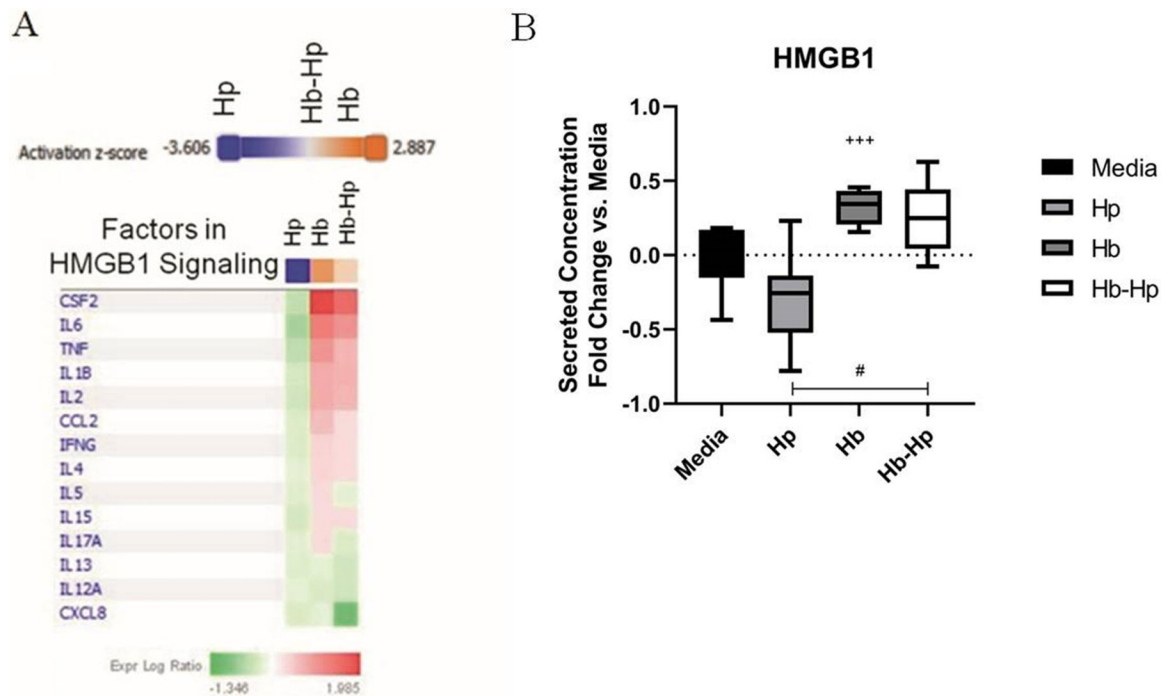 A
Hp
Hb-Hp
Hb
Activation z-score
-3.606
2.887
Factors in
HMGB1 Signaling
Hp
Hb
Hb-Hp
CSF2
IL6
TNF
IL1B
IL2
CCL2
IFNG
IL4
IL5
IL15
IL17A
IL13
IL12A
CXCL8
Expr Log Ratio
-1.346
1.985
B
HMGB1
Secreted Concentration
Fold Change vs. Media
1.0
0.5
0.0
-0.5
-1.0
+++
#
Media
Hp
Hb
Hb-Hp
Media
Hp
Hb
Hb-Hp